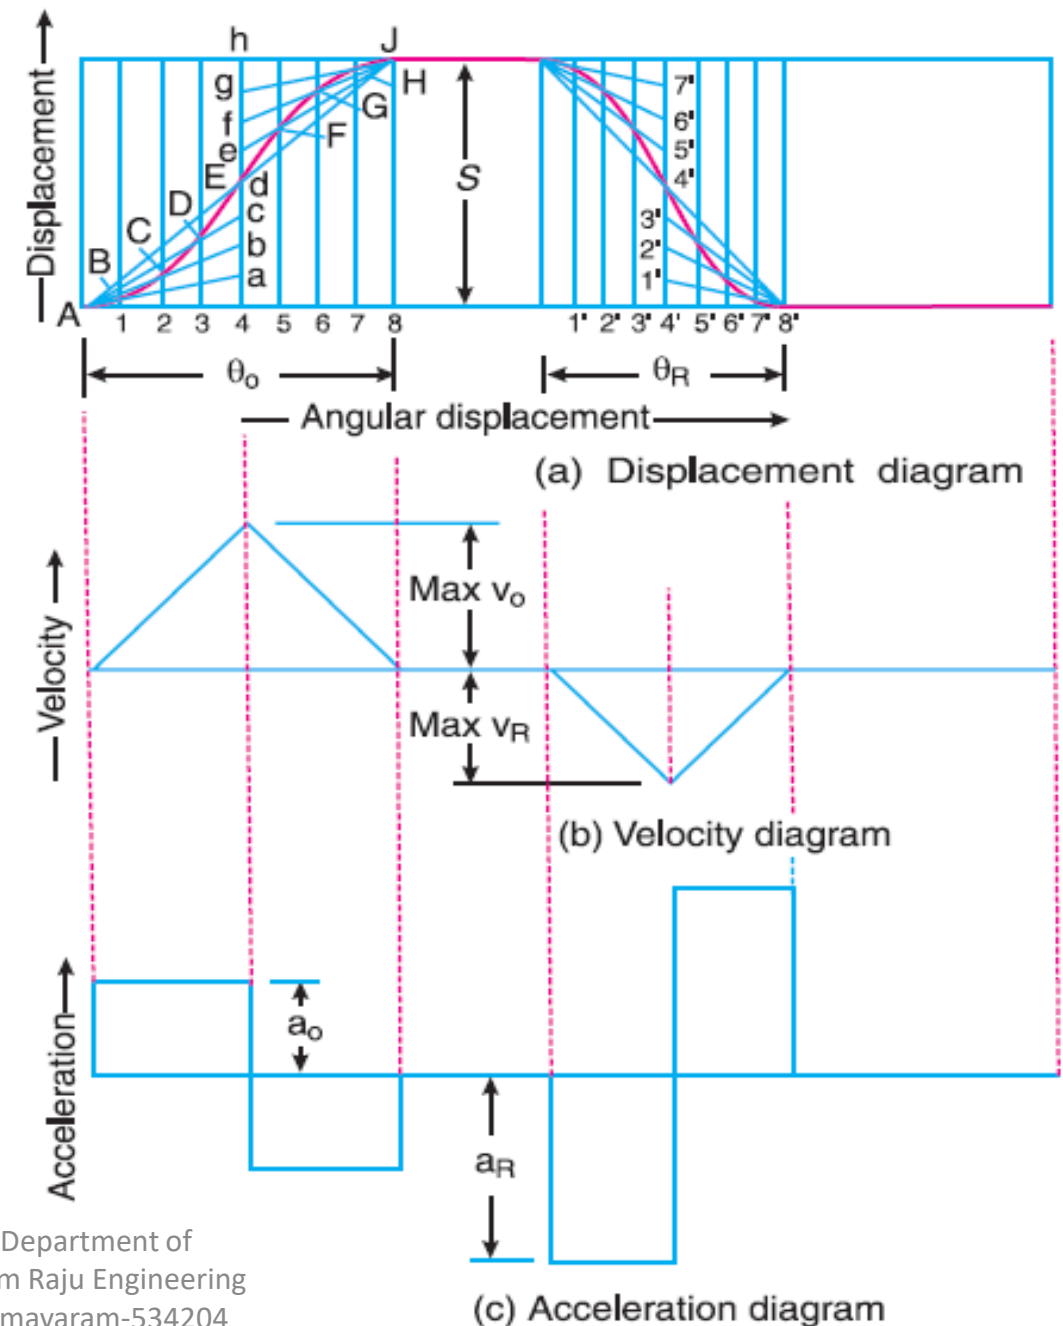 Displacement
h J
g H
G
f
F
e
E d
S
D c
C b
B a
A
1 2 3 4 5 6 7 8
7'
6'
5'
4'
3'
2'
1'
1' 2' 3' 4' 5' 6' 7' 8'
θo θR
Angular displacement
(a) Displacement diagram
Velocity
Max vo
Max vR
(b) Velocity diagram
Acceleration
ao
aR
Department of
m Raju Engineering
mavaram-534204
(c) Acceleration diagram